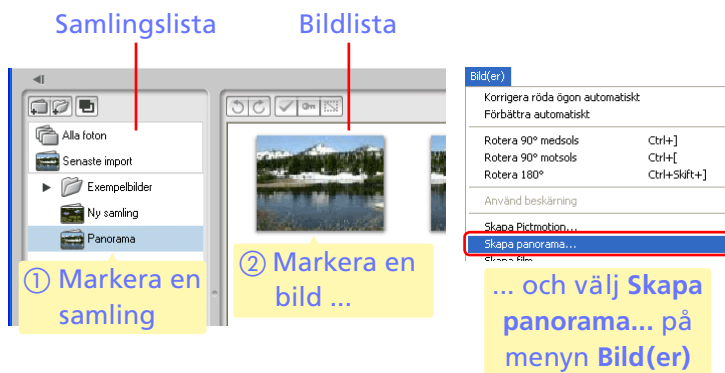 Samlingslista
Bildlista
Alla foton
Senaste import
Exempelbilder
Ny samling
Panorama
① Markera en
samling
② Markera en
bild ...
Bild(er)
Korrigera röda ögon automatiskt
Förbättra automatiskt
Rotera 90° medsols Ctrl+]
Rotera 90° motsols Ctrl+[
Rotera 180° Ctrl+Skift+]
Använd beskärning
Skapa Pictmotion...
Skapa panorama...
Skapa film
... och välj Skapa
panorama... på
menyn Bild(er)